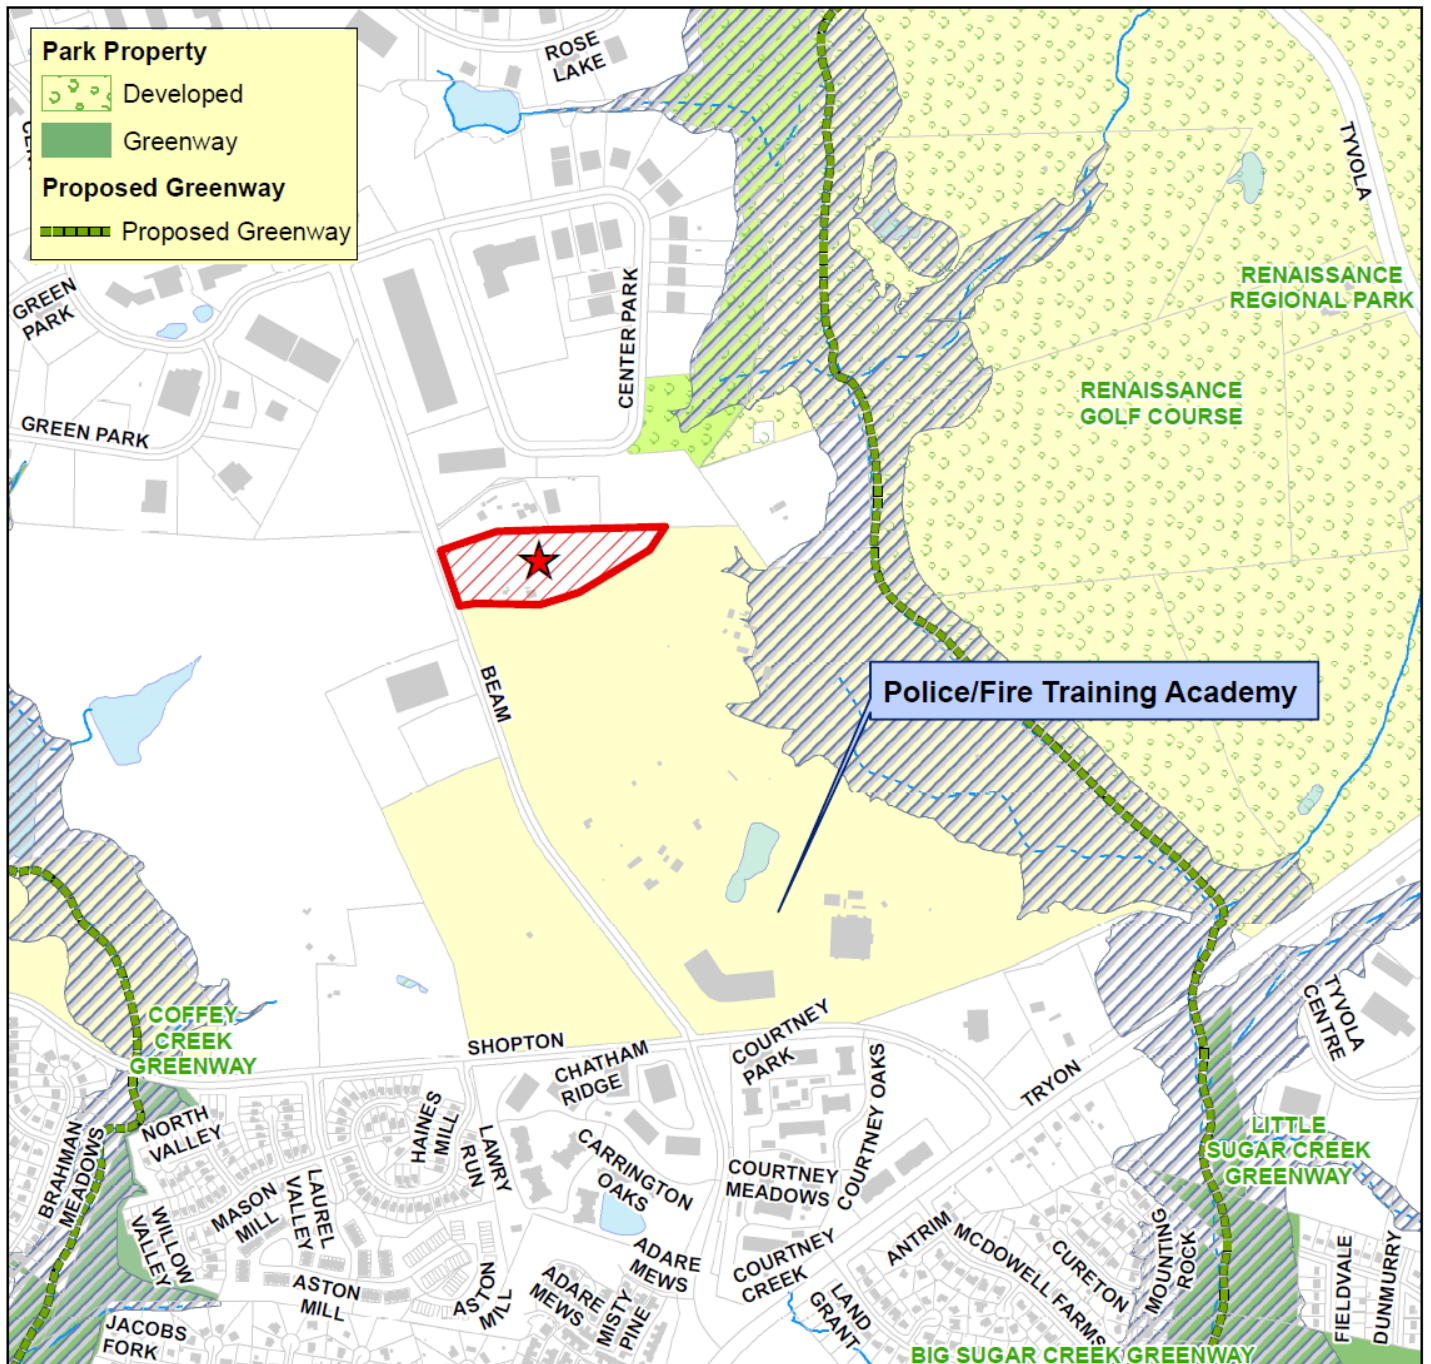 Park Property
Developed
Greenway
Proposed Greenway
Proposed Greenway
ROSE
LAKE
TYVOLA
GREEN
PARK
CENTER PARK
RENAISSANCE
REGIONAL PARK
RENAISSANCE
GOLF COURSE
GREEN PARK
BEAM
Police/Fire Training Academy
COFFEY
CREEK
GREENWAY
SHOPTON
CHATHAM
RIDGE
COURTNEY
PARK
COURTNEY OAKS
TRYON
TYVOLA
CENTRE
NORTH
VALLEY
BRAHMAN
MEADOWS
HAINES
MILL
LAWRY
RUN
CARRINGTON
OAKS
COURTNEY
MEADOWS
LITTLE
SUGAR CREEK
GREENWAY
WILLOW
VALLEY
MASON
MILL
LAUREL
VALLEY
ASTON
MILL
ASTON
MILL
ADARE
MEWS
ADARE
MEWS
MISTY
PINE
COURTNEY
CREEK
LAND
GRANT
ANTRIM
MCDOWELL FARMS
CURETON
MOUNTING
ROCK
FIELDVALE
DUNMURRY
JACOBS
FORK
BIG SUGAR CREEK GREENWAY